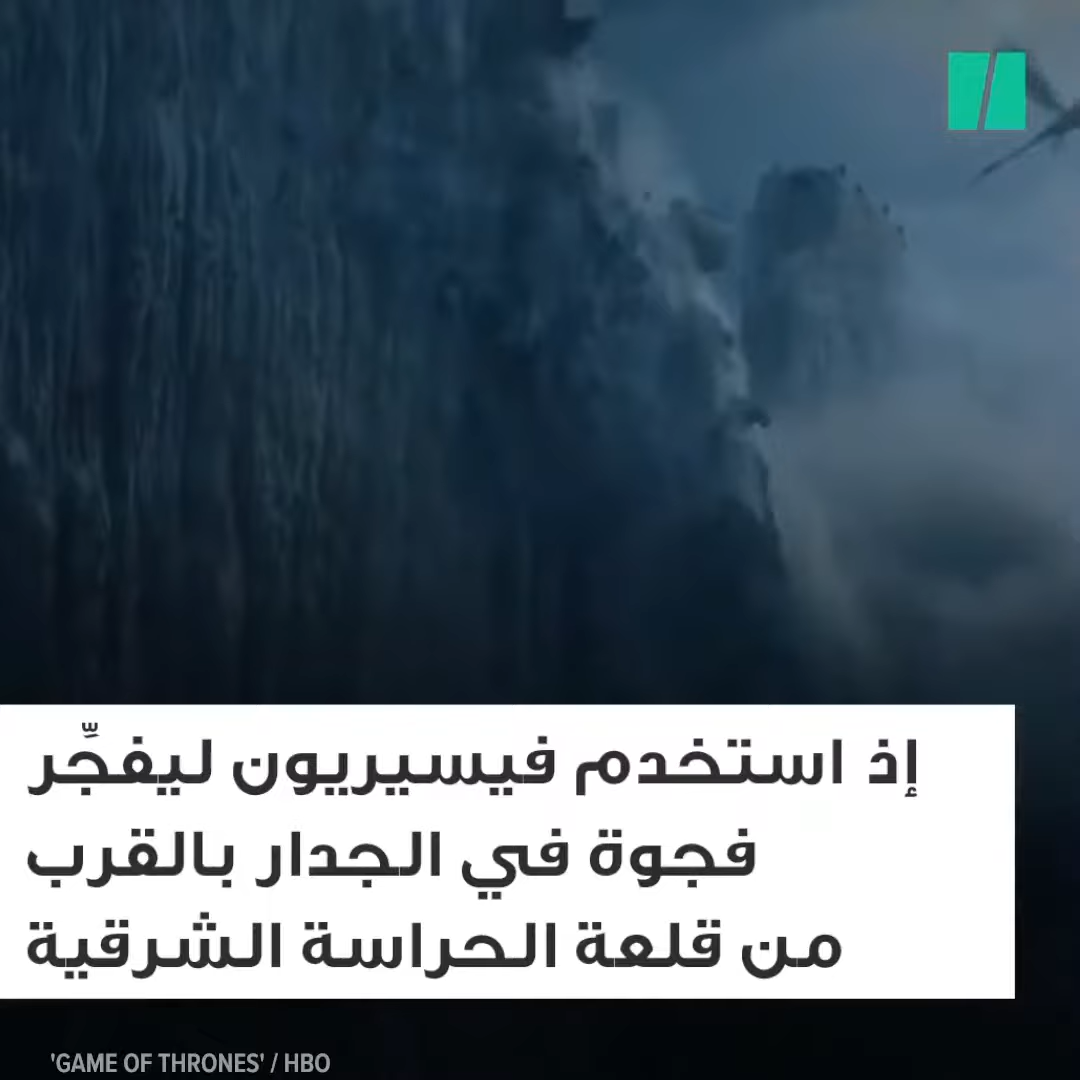 إذ استخدم فيسيريون ليفجِّر
فجوة في الجدار بالقرب
من قلعة الحراسة الشرقية
'GAME OF THRONES' / HBO